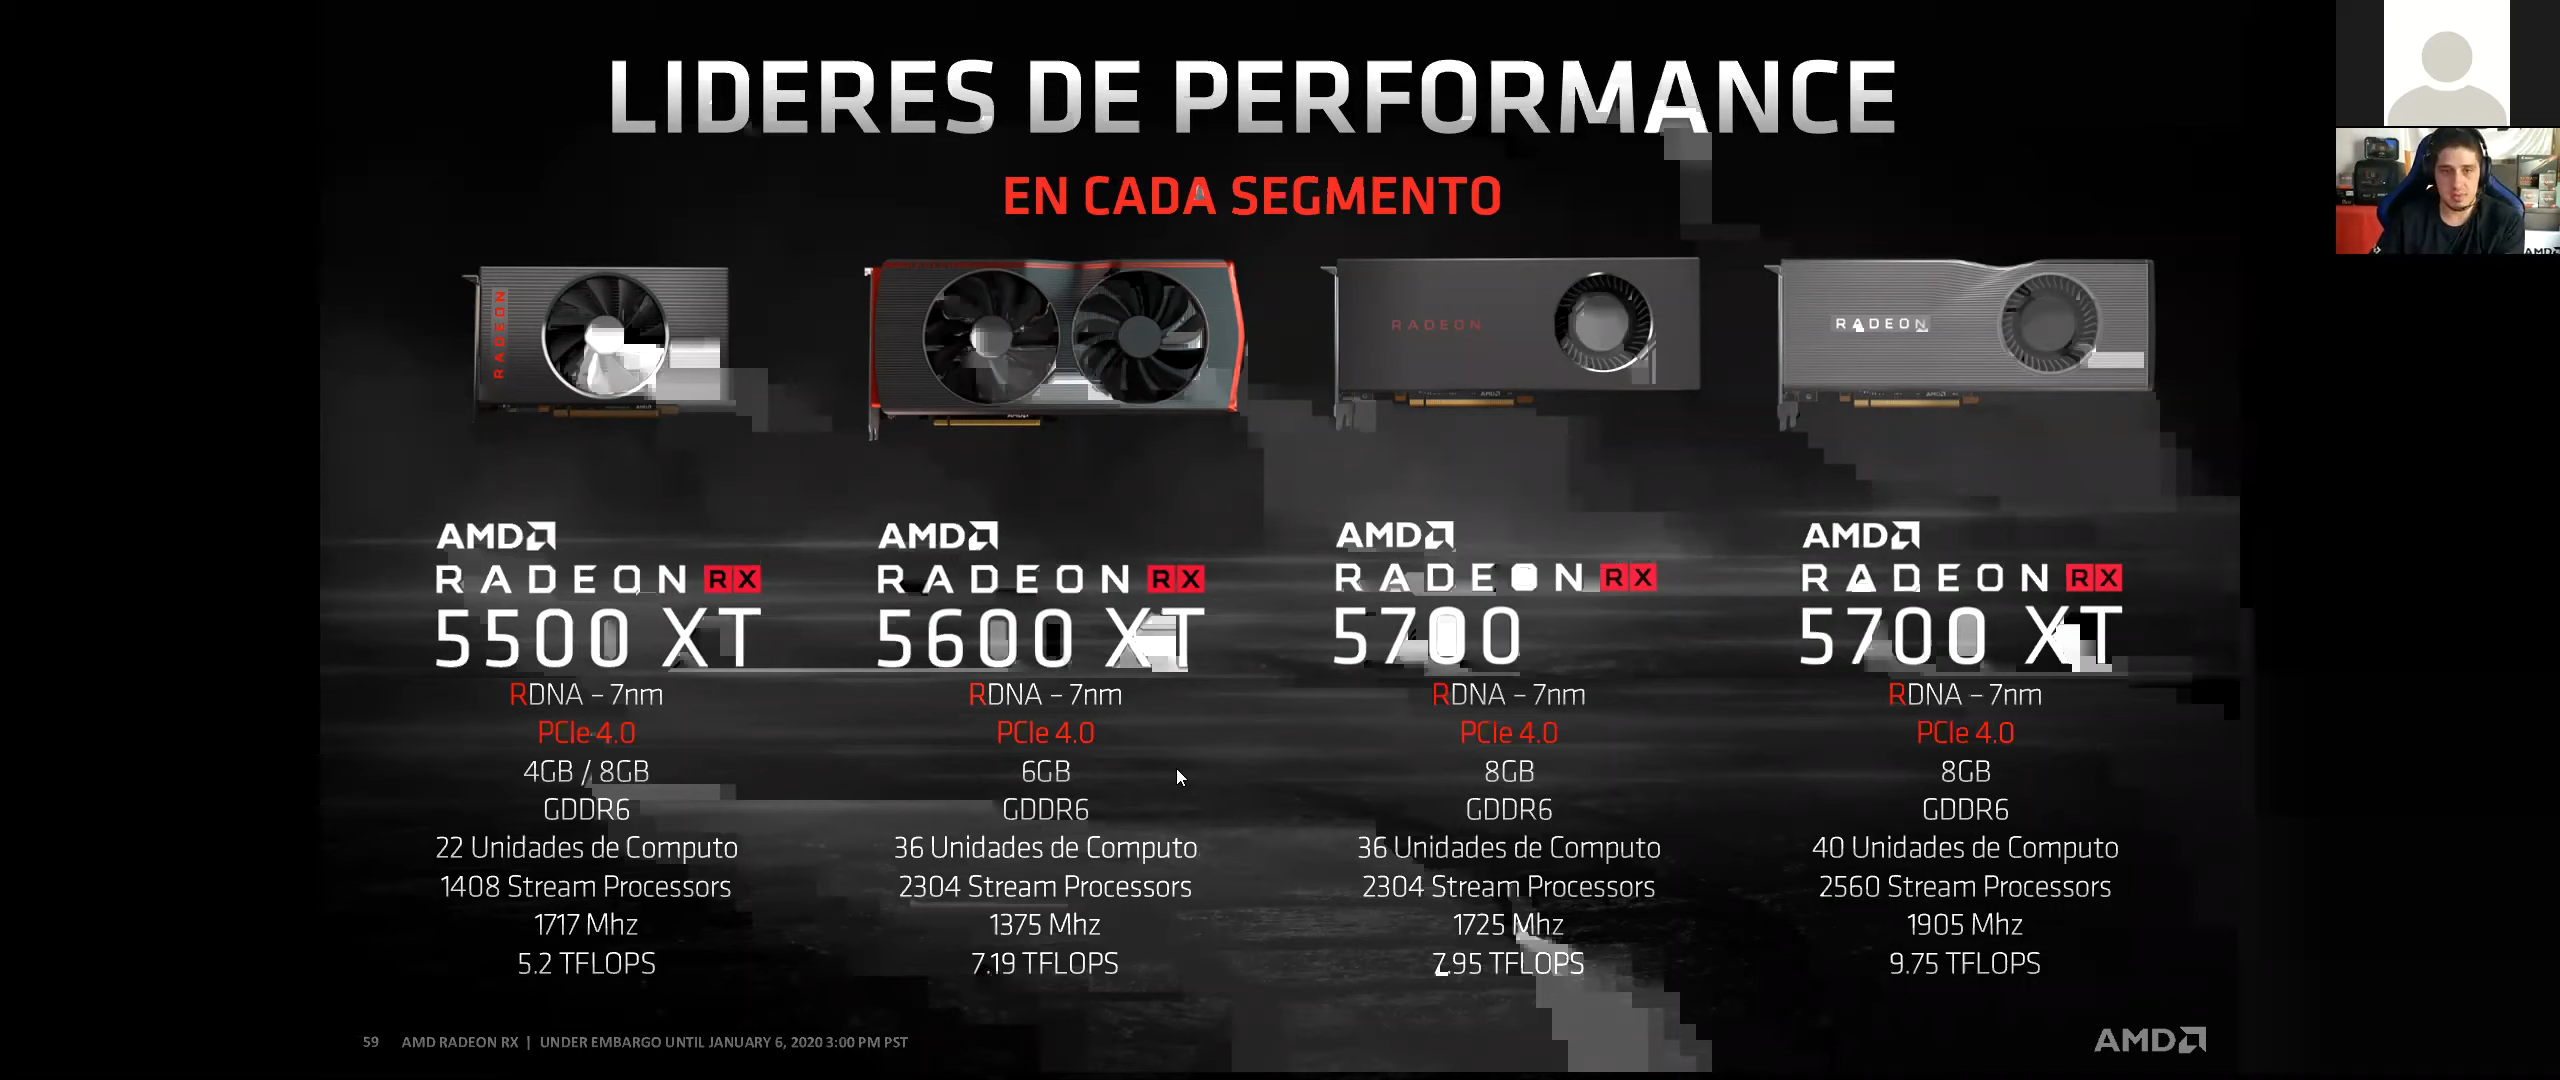 LIDERES DE PERFORMANCE
EN CADA SEGMENTO
RADEON
RADEON
RADEON
AMD
RADEON RX
5500 XT
RDNA – 7nm
PCIe 4.0
4GB / 8GB
GDDR6
22 Unidades de Computo
1408 Stream Processors
1717 Mhz
5.2 TFLOPS
AMD
RADEON RX
5600 XT
RDNA – 7nm
PCIe 4.0
6GB
GDDR6
36 Unidades de Computo
2304 Stream Processors
1375 Mhz
7.19 TFLOPS
AMD
RADEON RX
5700
RDNA – 7nm
PCIe 4.0
8GB
GDDR6
36 Unidades de Computo
2304 Stream Processors
1725 Mhz
7.95 TFLOPS
AMD
RADEON RX
5700 XT
RDNA – 7nm
PCIe 4.0
8GB
GDDR6
40 Unidades de Computo
2560 Stream Processors
1905 Mhz
9.75 TFLOPS
59 AMD RADEON RX | UNDER EMBARGO UNTIL JANUARY 6, 2020 3:00 PM PST
AMD